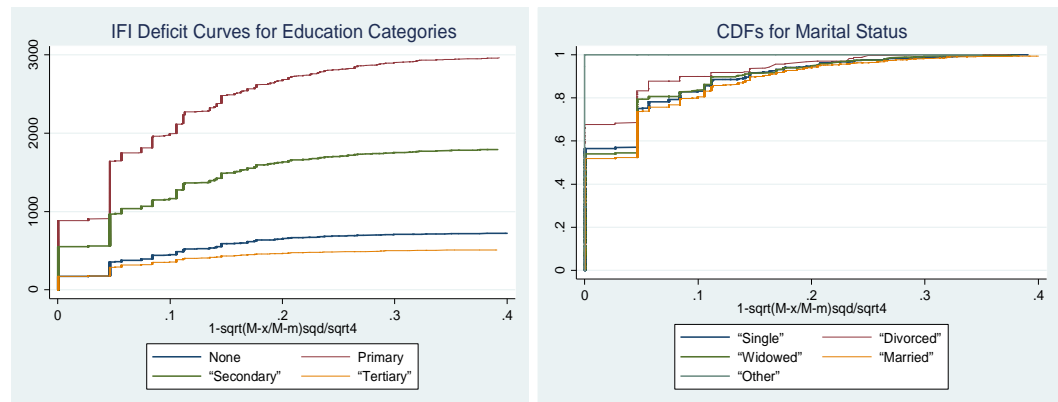 IFI Deficit Curves for Education Categories
3000
2000
1000
0
0 .1 .2 .3 .4
1-sqrt(M-x/M-m)sqd/sqrt4
None Primary
“Secondary” “Tertiary”
CDFs for Marital Status
1
.8
.6
.4
.2
0
0 .1 .2 .3 .4
1-sqrt(M-x/M-m)sqd/sqrt4
“Single” “Divorced”
“Widowed” “Married”
“Other”